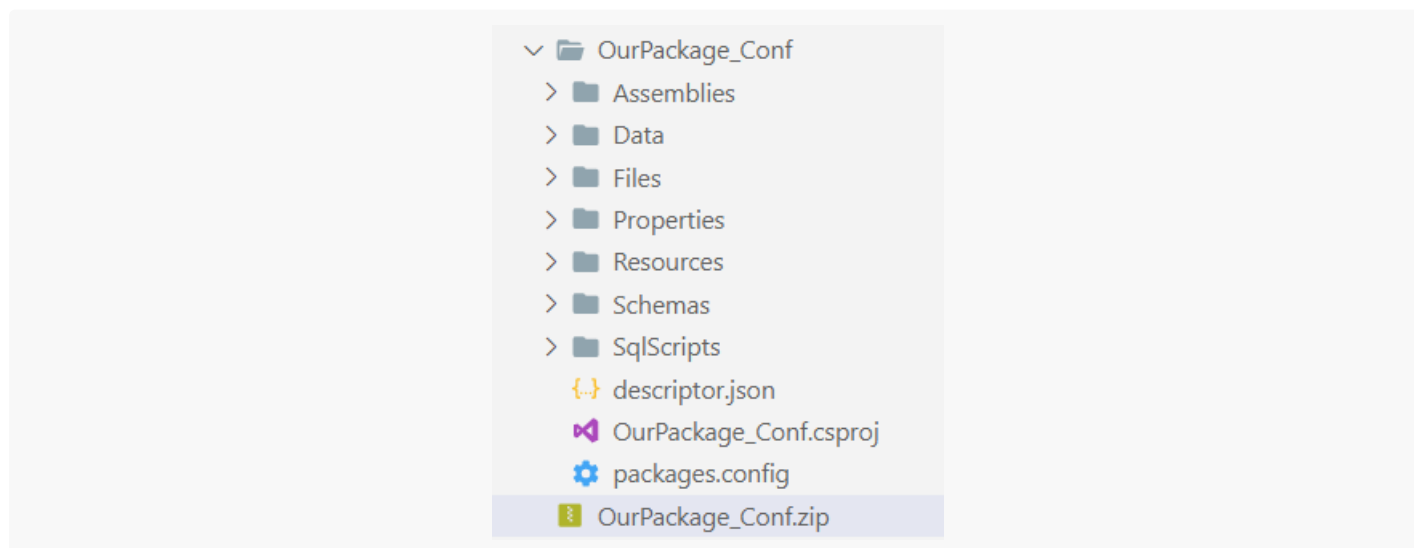 OurPackage_Conf
Assemblies
Data
Files
Properties
Resources
Schemas
SqlScripts
descriptor.json
OurPackage_Conf.csproj
packages.config
OurPackage_Conf.zip